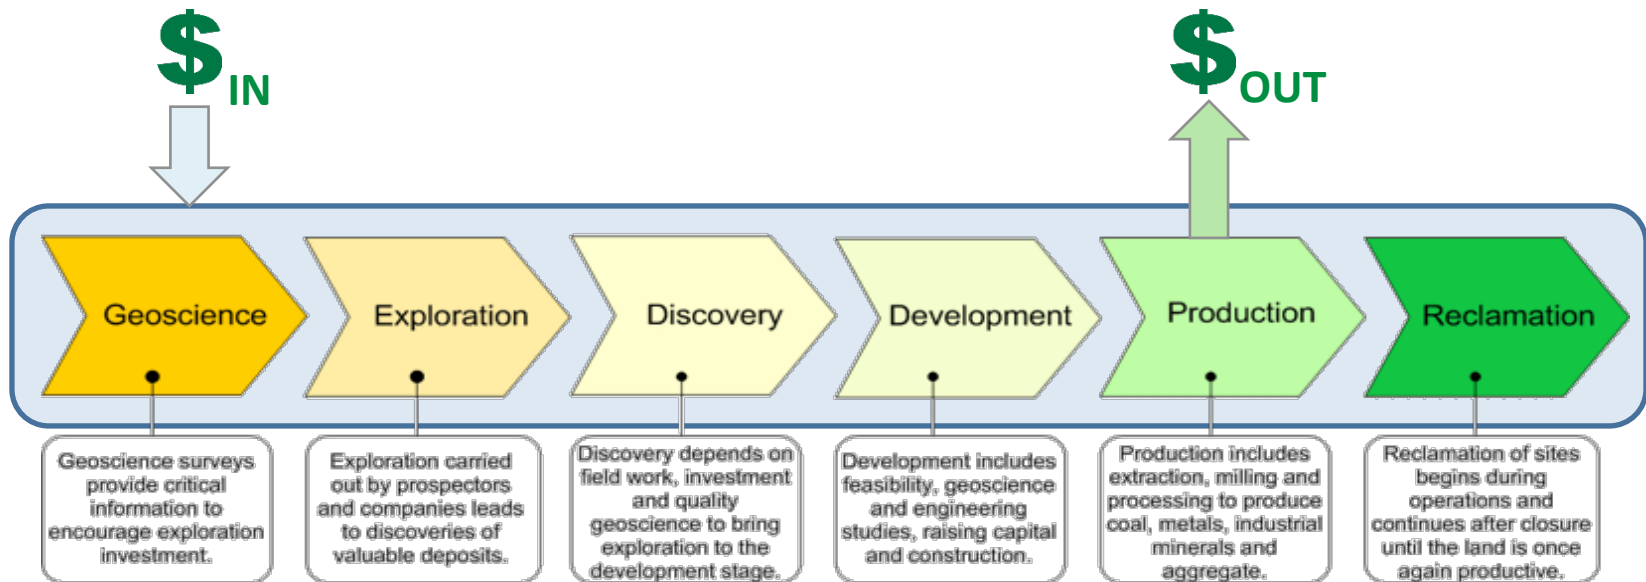 $IN
$OUT
Geoscience
Exploration
Discovery
Development
Production
Reclamation
Geoscience surveys
provide critical
information to
encourage exploration
investment.
Exploration carried
out by prospectors
and companies leads
to discoveries of
valuable deposits.
Discovery depends on
field work, investment
and quality
geoscience to bring
exploration to the
development stage.
Development includes
feasibility, geoscience
and engineering
studies, raising capital
and construction.
Production includes
extraction, milling and
processing to produce
coal, metals, industrial
minerals and
aggregate.
Reclamation of sites
begins during
operations and
continues after closure
until the land is once
again productive.